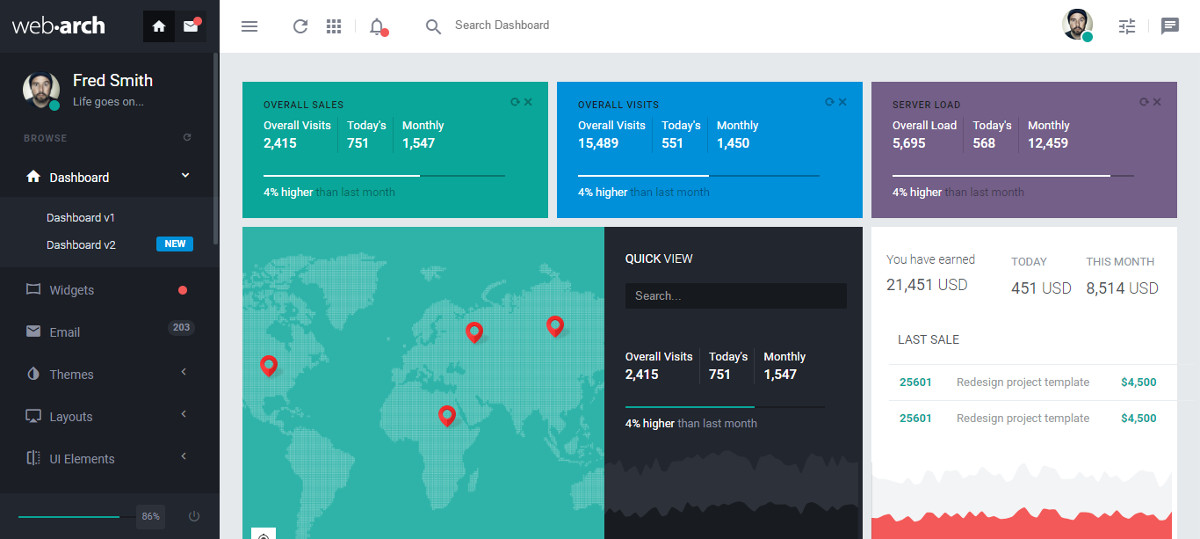 web.arch
Search Dashboard
Fred Smith
Life goes on...
BROWSE
Dashboard
Dashboard v1
Dashboard v2 NEW
Widgets
Email 203
Themes
Layouts
UI Elements
86%
OVERALL SALES
Overall Visits Today's Monthly
2,415 751 1,547
4% higher than last month
OVERALL VISITS
Overall Visits Today's Monthly
15,489 551 1,450
4% higher than last month
SERVER LOAD
Overall Load Today's Monthly
5,695 568 12,459
4% higher than last month
QUICK VIEW
Search...
Overall Visits Today's Monthly
2,415 751 1,547
4% higher than last month
You have earned TODAY THIS MONTH
21,451 USD 451 USD 8,514 USD
LAST SALE
25601 Redesign project template $4,500
25601 Redesign project template $4,500